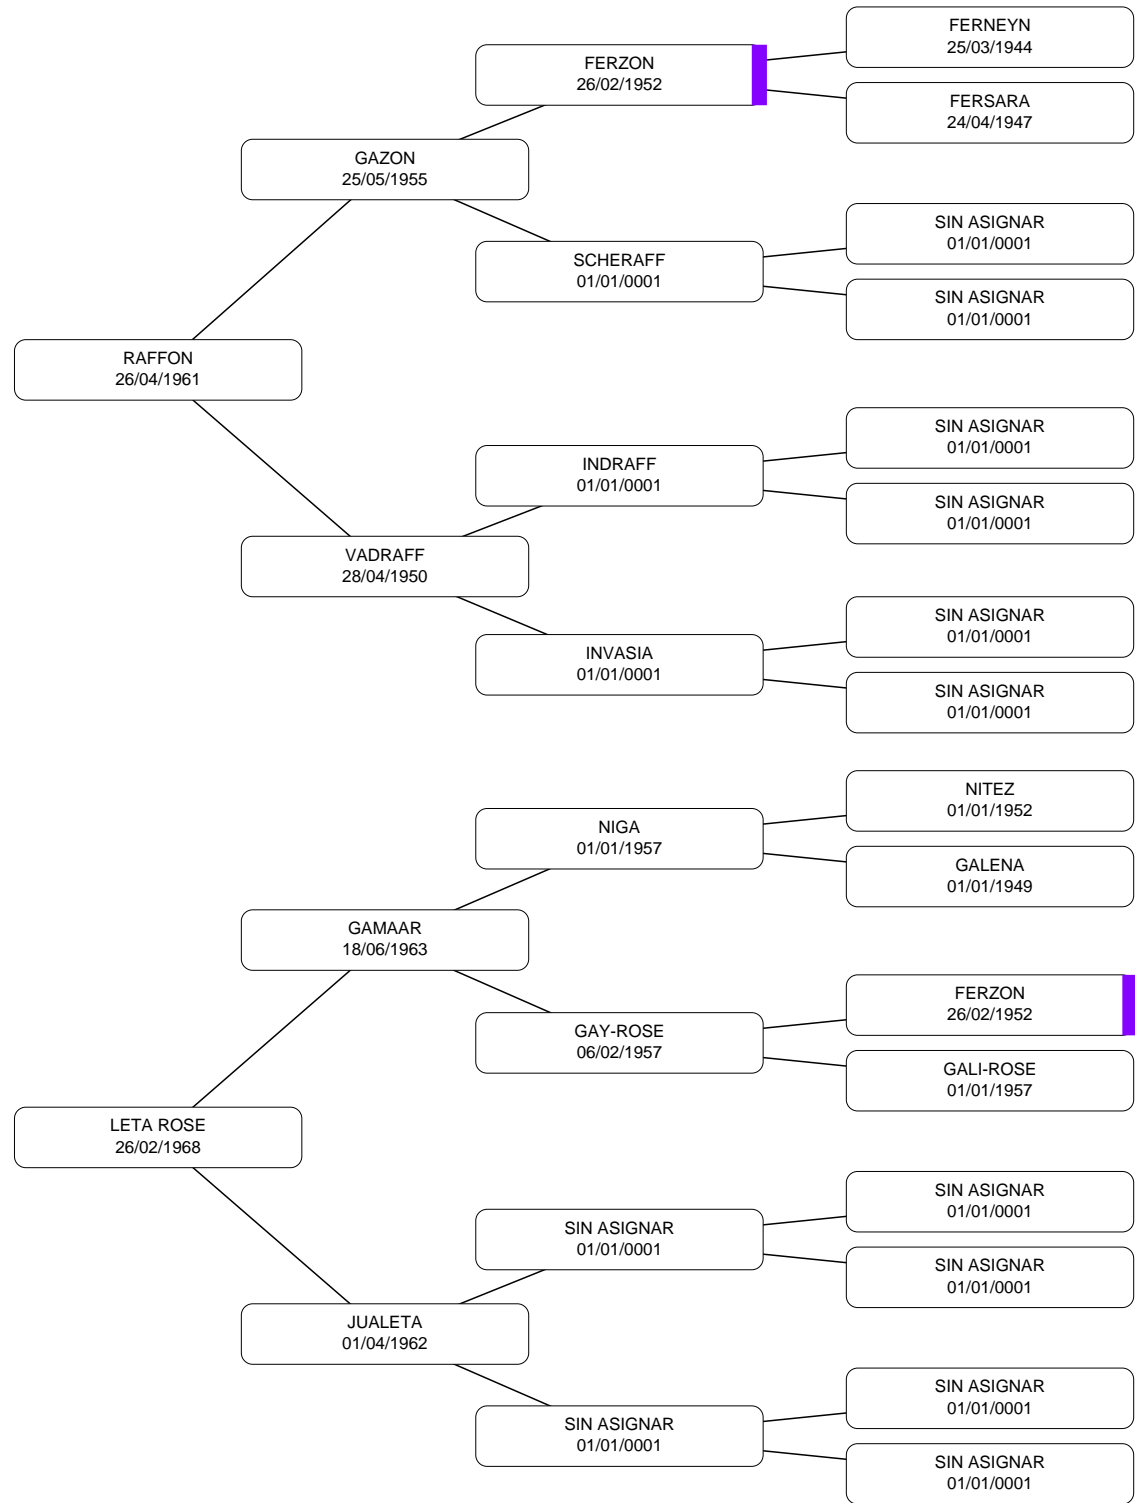 FERNEYN
25/03/1944
FERZON
26/02/1952
FERSARA
24/04/1947
GAZON
25/05/1955
SIN ASIGNAR
01/01/0001
SCHERAFF
01/01/0001
SIN ASIGNAR
01/01/0001
RAFFON
26/04/1961
SIN ASIGNAR
01/01/0001
INDRAFF
01/01/0001
SIN ASIGNAR
01/01/0001
VADRAFF
28/04/1950
SIN ASIGNAR
01/01/0001
INVASIA
01/01/0001
SIN ASIGNAR
01/01/0001
NITEZ
01/01/1952
NIGA
01/01/1957
GALENA
01/01/1949
GAMAAR
18/06/1963
FERZON
26/02/1952
GAY-ROSE
06/02/1957
GALI-ROSE
01/01/1957
LETA ROSE
26/02/1968
SIN ASIGNAR
01/01/0001
SIN ASIGNAR
01/01/0001
SIN ASIGNAR
01/01/0001
JUALETA
01/04/1962
SIN ASIGNAR
01/01/0001
SIN ASIGNAR
01/01/0001
SIN ASIGNAR
01/01/0001